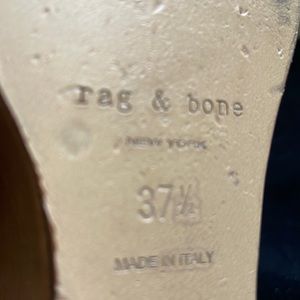 rag & bone
NEW YORK
37½
MADE IN ITALY